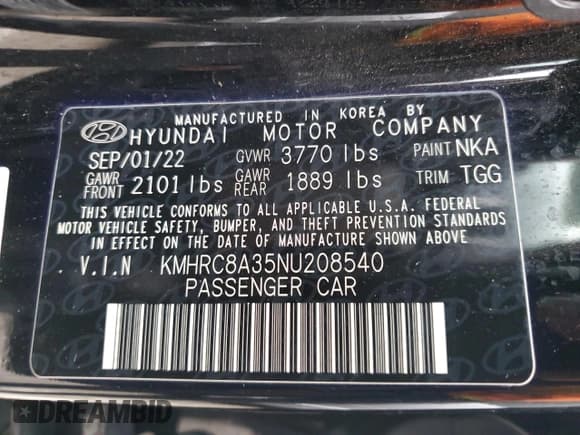 MANUFACTURED IN KOREA BY
HYUNDAI MOTOR COMPANY
SEP/01/22 GVWR 3770 lbs PAINT NKA
GAWR FRONT 2101 lbs GAWR REAR 1889 lbs TRIM TGG
THIS VEHICLE CONFORMS TO ALL APPLICABLE U.S.A. FEDERAL
MOTOR VEHICLE SAFETY, BUMPER, AND THEFT PREVENTION STANDARDS
IN EFFECT ON THE DATE OF MANUFACTURE SHOWN ABOVE.
V.I.N KMHRC8A35NU208540
PASSENGER CAR
DREAMBID